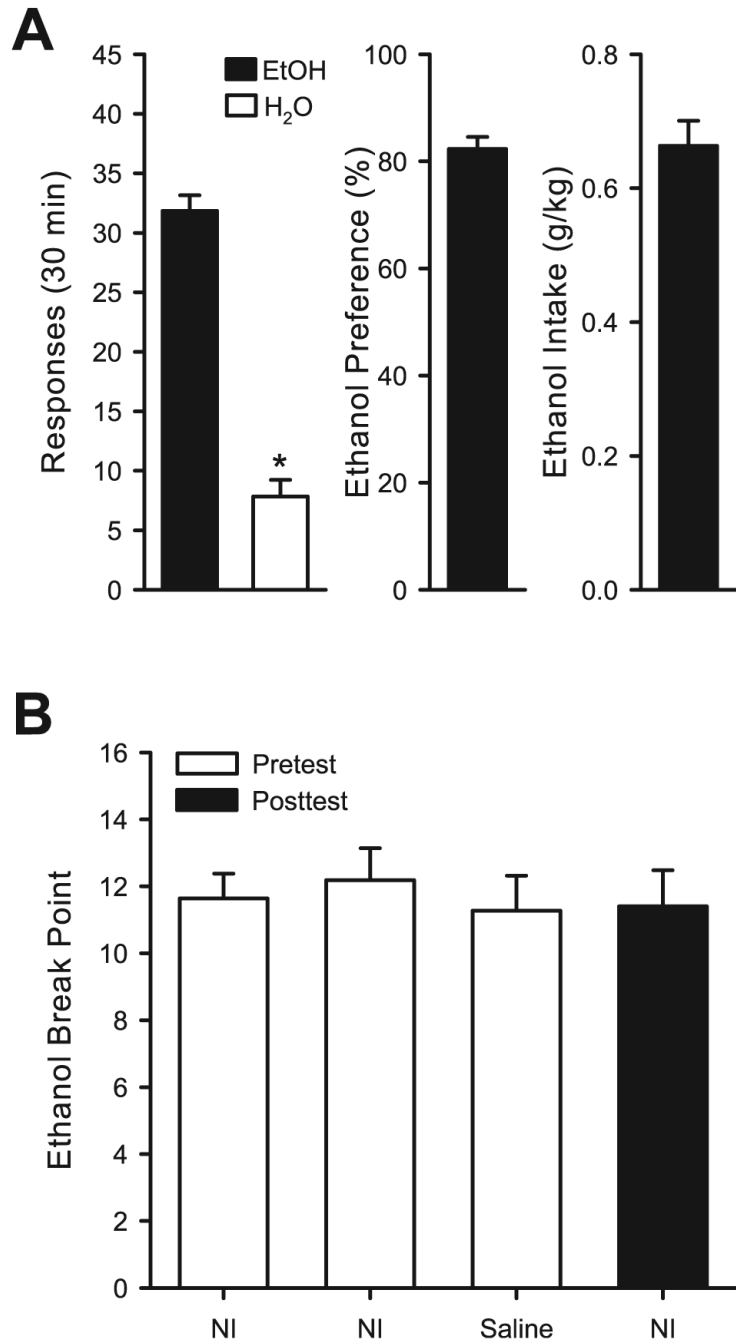 A
Responses (30 min)
45
40
35
30
25
20
15
10
5
0
EtOH
H₂O
*
Ethanol Preference (%)
100
80
60
40
20
0
Ethanol Intake (g/kg)
0.8
0.6
0.4
0.2
0.0
B
Ethanol Break Point
16
14
12
10
8
6
4
2
0
Pretest
Posttest
NI NI Saline NI